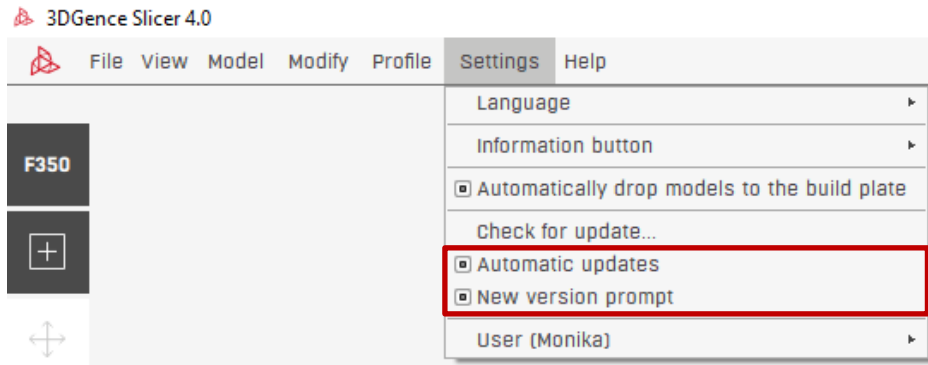 3DGence Slicer 4.0
File View Model Modify Profile Settings Help
Language
Information button
F350
Automatically drop models to the build plate
Check for update...
Automatic updates
New version prompt
User (Monika)